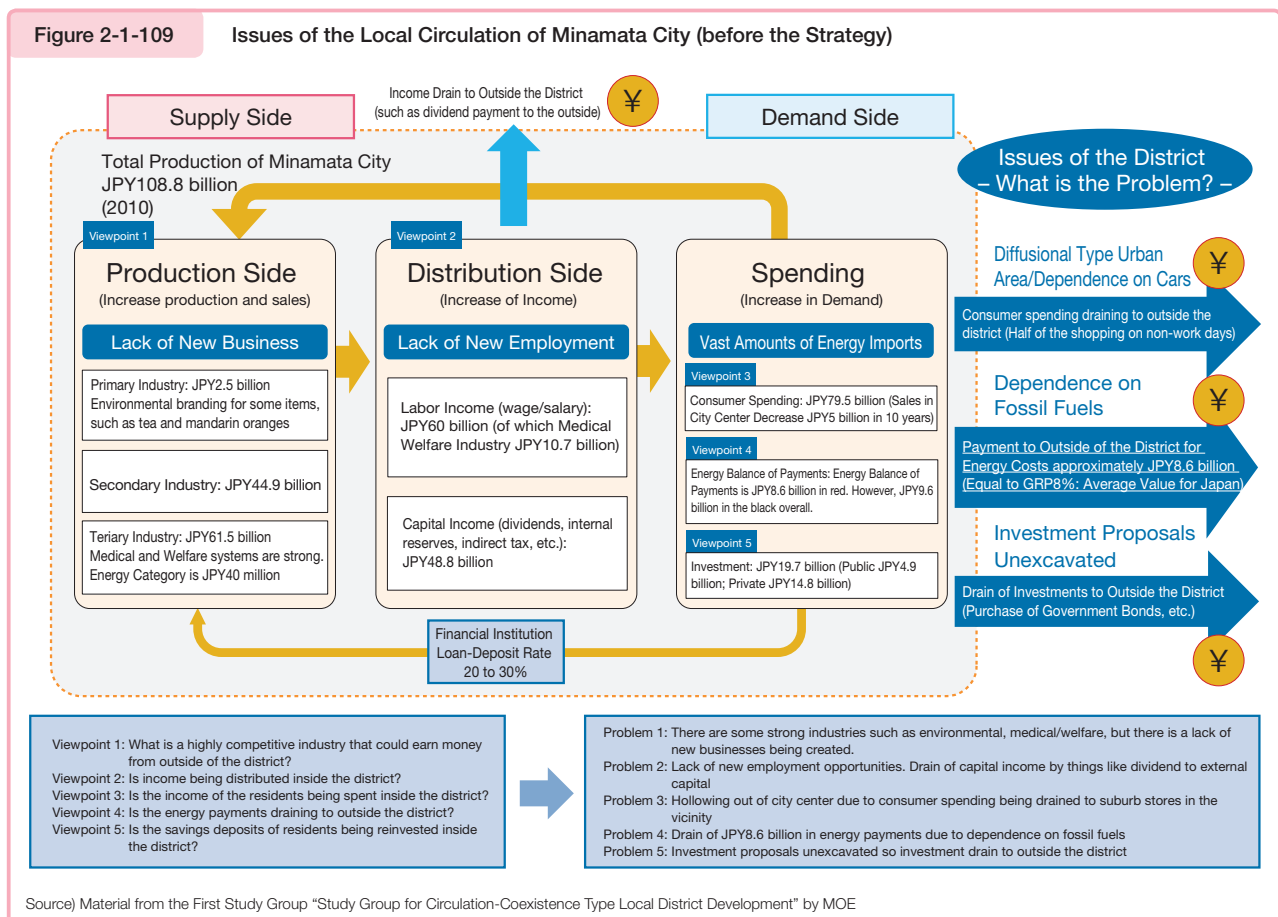 Figure 2-1-109
Issues of the Local Circulation of Minamata City (before the Strategy)
Income Drain to Outside the District
(such as dividend payment to the outside)
¥
Supply Side
Demand Side
Total Production of Minamata City
JPY108.8 billion
(2010)
Issues of the District
– What is the Problem? –
Viewpoint 1
Production Side
(Increase production and sales)
Lack of New Business
Primary Industry: JPY2.5 billion
Environmental branding for some items,
such as tea and mandarin oranges
Secondary Industry: JPY44.9 billion
Teriary Industry: JPY61.5 billion
Medical and Welfare systems are strong.
Energy Category is JPY40 million
Viewpoint 2
Distribution Side
(Increase of Income)
Lack of New Employment
Labor Income (wage/salary):
JPY60 billion (of which Medical
Welfare Industry JPY10.7 billion)
Capital Income (dividends, internal
reserves, indirect tax, etc.):
JPY48.8 billion
Spending
(Increase in Demand)
Vast Amounts of Energy Imports
Viewpoint 3
Consumer Spending: JPY79.5 billion (Sales in
City Center Decrease JPY5 billion in 10 years)
Viewpoint 4
Energy Balance of Payments: Energy Balance of
Payments is JPY8.6 billion in red. However, JPY9.6
billion in the black overall.
Viewpoint 5
Investment: JPY19.7 billion (Public JPY4.9
billion; Private JPY14.8 billion)
Diffusional Type Urban
Area/Dependence on Cars
¥
Consumer spending draining to outside the
district (Half of the shopping on non-work days)
Dependence on
Fossil Fuels
¥
Payment to Outside of the District for
Energy Costs approximately JPY8.6 billion
(Equal to GRP8%: Average Value for Japan)
Investment Proposals
Unexcavated
Drain of Investments to Outside the District
(Purchase of Government Bonds, etc.)
¥
Financial Institution
Loan-Deposit Rate
20 to 30%
Viewpoint 1: What is a highly competitive industry that could earn money
from outside of the district?
Viewpoint 2: Is income being distributed inside the district?
Viewpoint 3: Is the income of the residents being spent inside the district?
Viewpoint 4: Is the energy payments draining to outside the district?
Viewpoint 5: Is the savings deposits of residents being reinvested inside
the district?
Problem 1: There are some strong industries such as environmental, medical/welfare, but there is a lack of
new businesses being created.
Problem 2: Lack of new employment opportunities. Drain of capital income by things like dividend to external
capital
Problem 3: Hollowing out of city center due to consumer spending being drained to suburb stores in the
vicinity
Problem 4: Drain of JPY8.6 billion in energy payments due to dependence on fossil fuels
Problem 5: Investment proposals unexcavated so investment drain to outside the district
Source) Material from the First Study Group “Study Group for Circulation-Coexistence Type Local District Development” by MOE